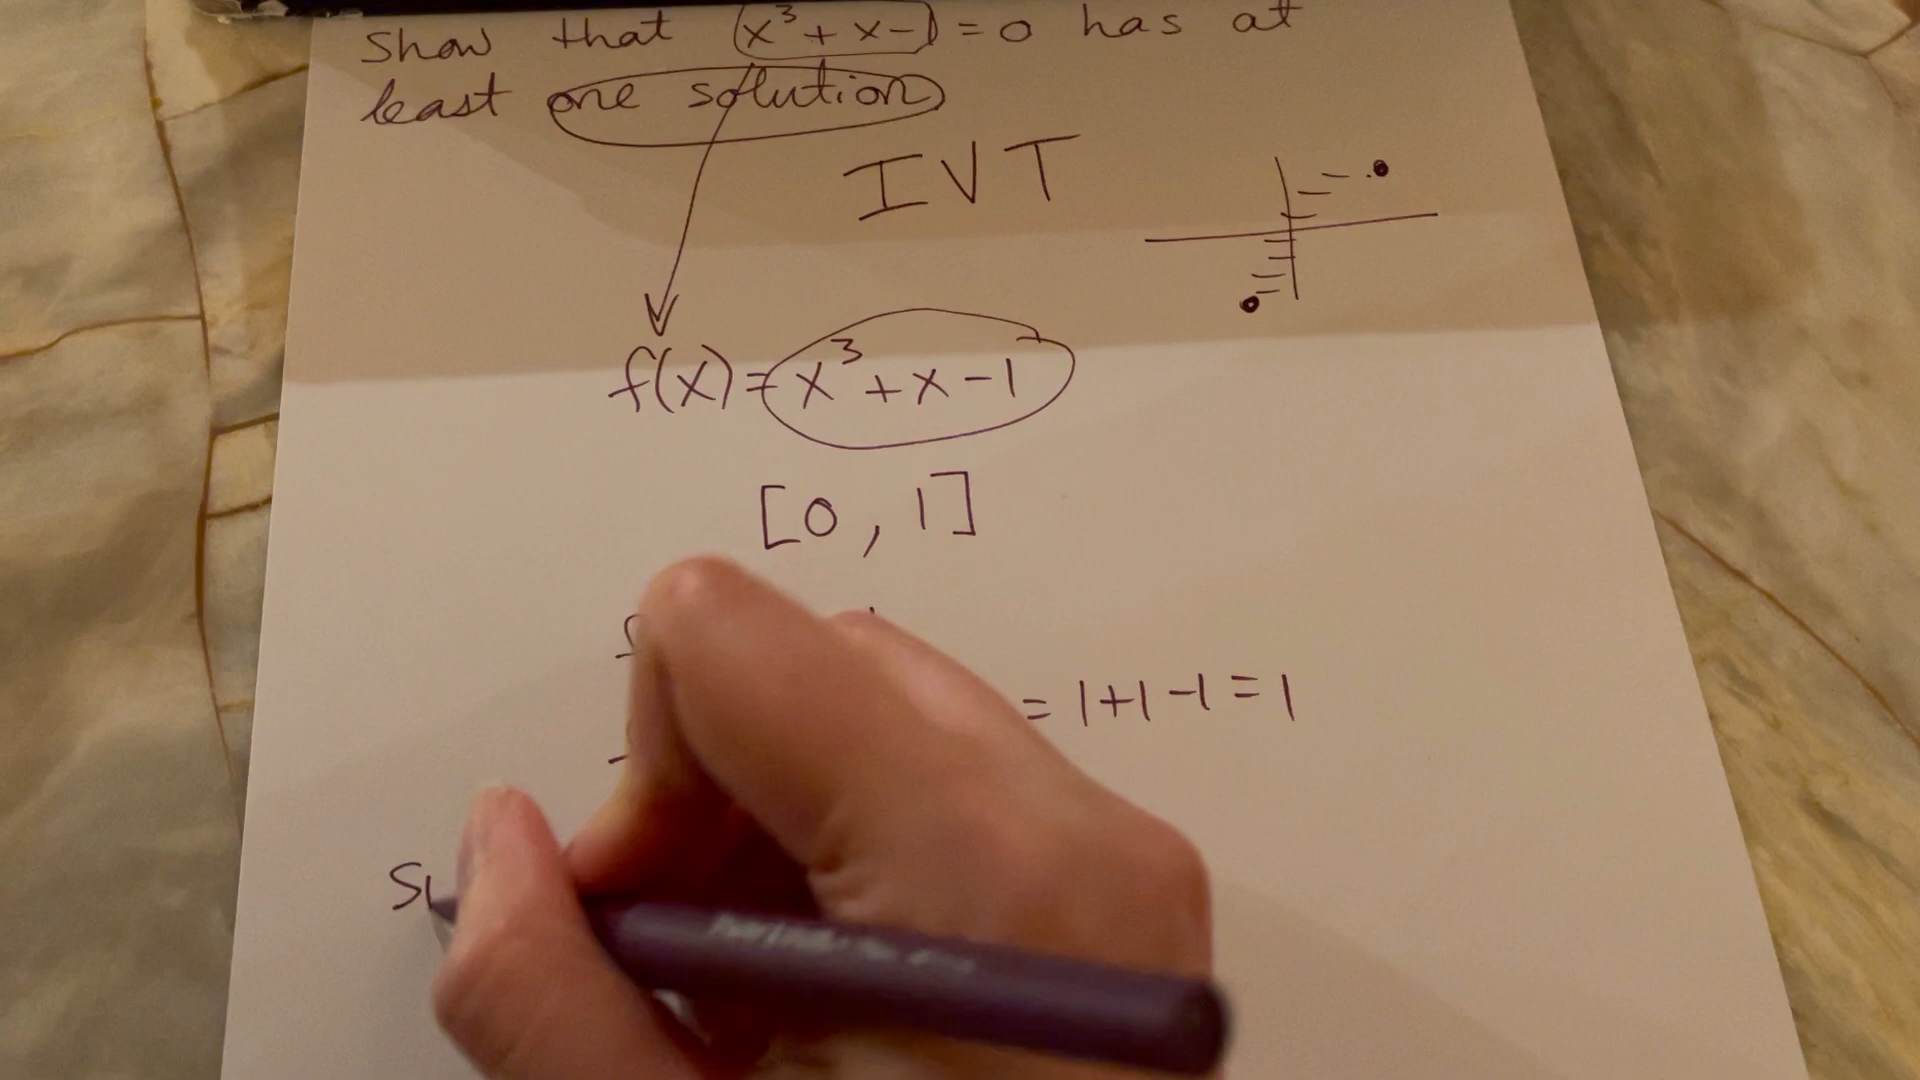 Show that (x³ + x - 1) = 0 has at
least one solution
IVT
f(x) = x³ + x - 1
[0, 1]
= 1 + 1 - 1 = 1